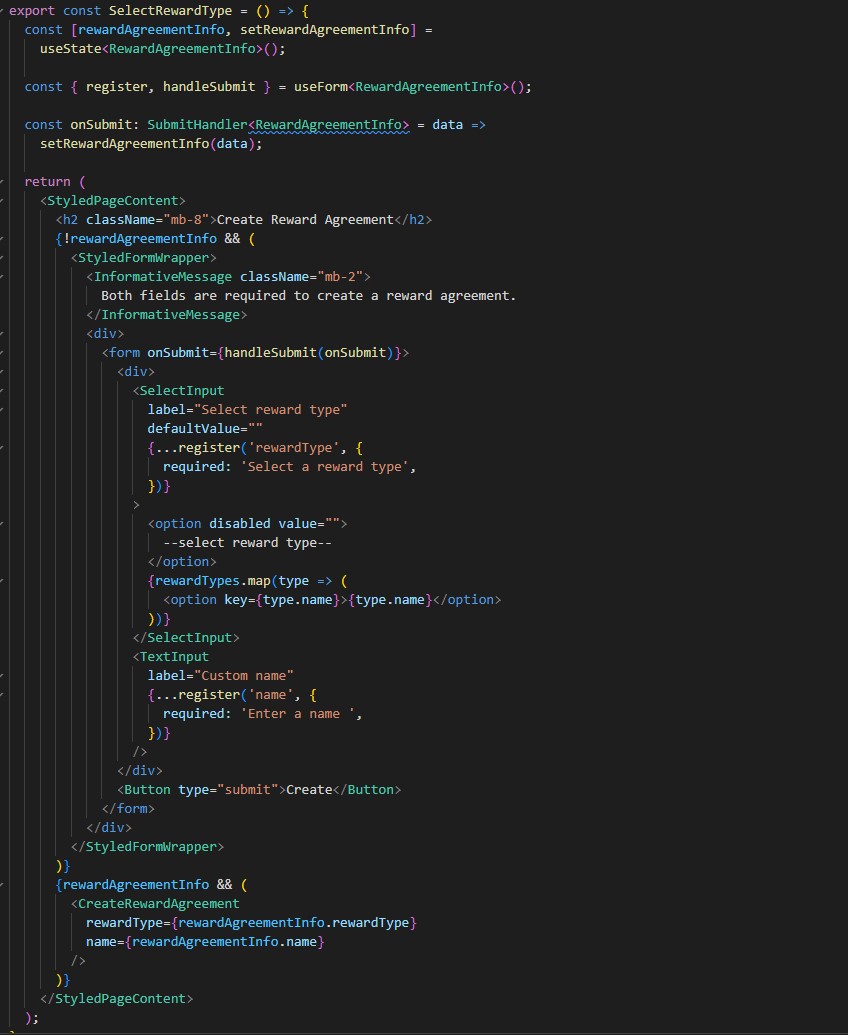 export const SelectRewardType = () => {
  const [rewardAgreementInfo, setRewardAgreementInfo] =
    useState<RewardAgreementInfo>();

  const { register, handleSubmit } = useForm<RewardAgreementInfo>();

  const onSubmit: SubmitHandler<RewardAgreementInfo> = data =>
    setRewardAgreementInfo(data);

  return (
    <StyledPageContent>
      <h2 className="mb-8">Create Reward Agreement</h2>
      {!rewardAgreementInfo && (
        <StyledFormWrapper>
          <InformativeMessage className="mb-2">
            Both fields are required to create a reward agreement.
          </InformativeMessage>
          <div>
            <form onSubmit={handleSubmit(onSubmit)}>
              <div>
                <SelectInput
                  label="Select reward type"
                  defaultValue=""
                  {...register('rewardType', {
                    required: 'Select a reward type',
                  })}
                >
                  <option disabled value="">
                    --select reward type--
                  </option>
                  {rewardTypes.map(type => (
                    <option key={type.name}>{type.name}</option>
                  ))}
                </SelectInput>
                <TextInput
                  label="Custom name"
                  {...register('name', {
                    required: 'Enter a name ',
                  })}
                />
              </div>
              <Button type="submit">Create</Button>
            </form>
          </div>
        </StyledFormWrapper>
      )}
      {rewardAgreementInfo && (
        <CreateRewardAgreement
          rewardType={rewardAgreementInfo.rewardType}
          name={rewardAgreementInfo.name}
        />
      )}
    </StyledPageContent>
  );